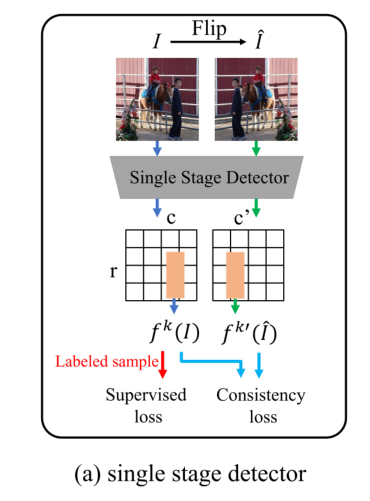 I Flip Î
Single Stage Detector
c c'
r
f^k(I) f^{k'}(Î)
Labeled sample
Supervised loss
Consistency loss
(a) single stage detector